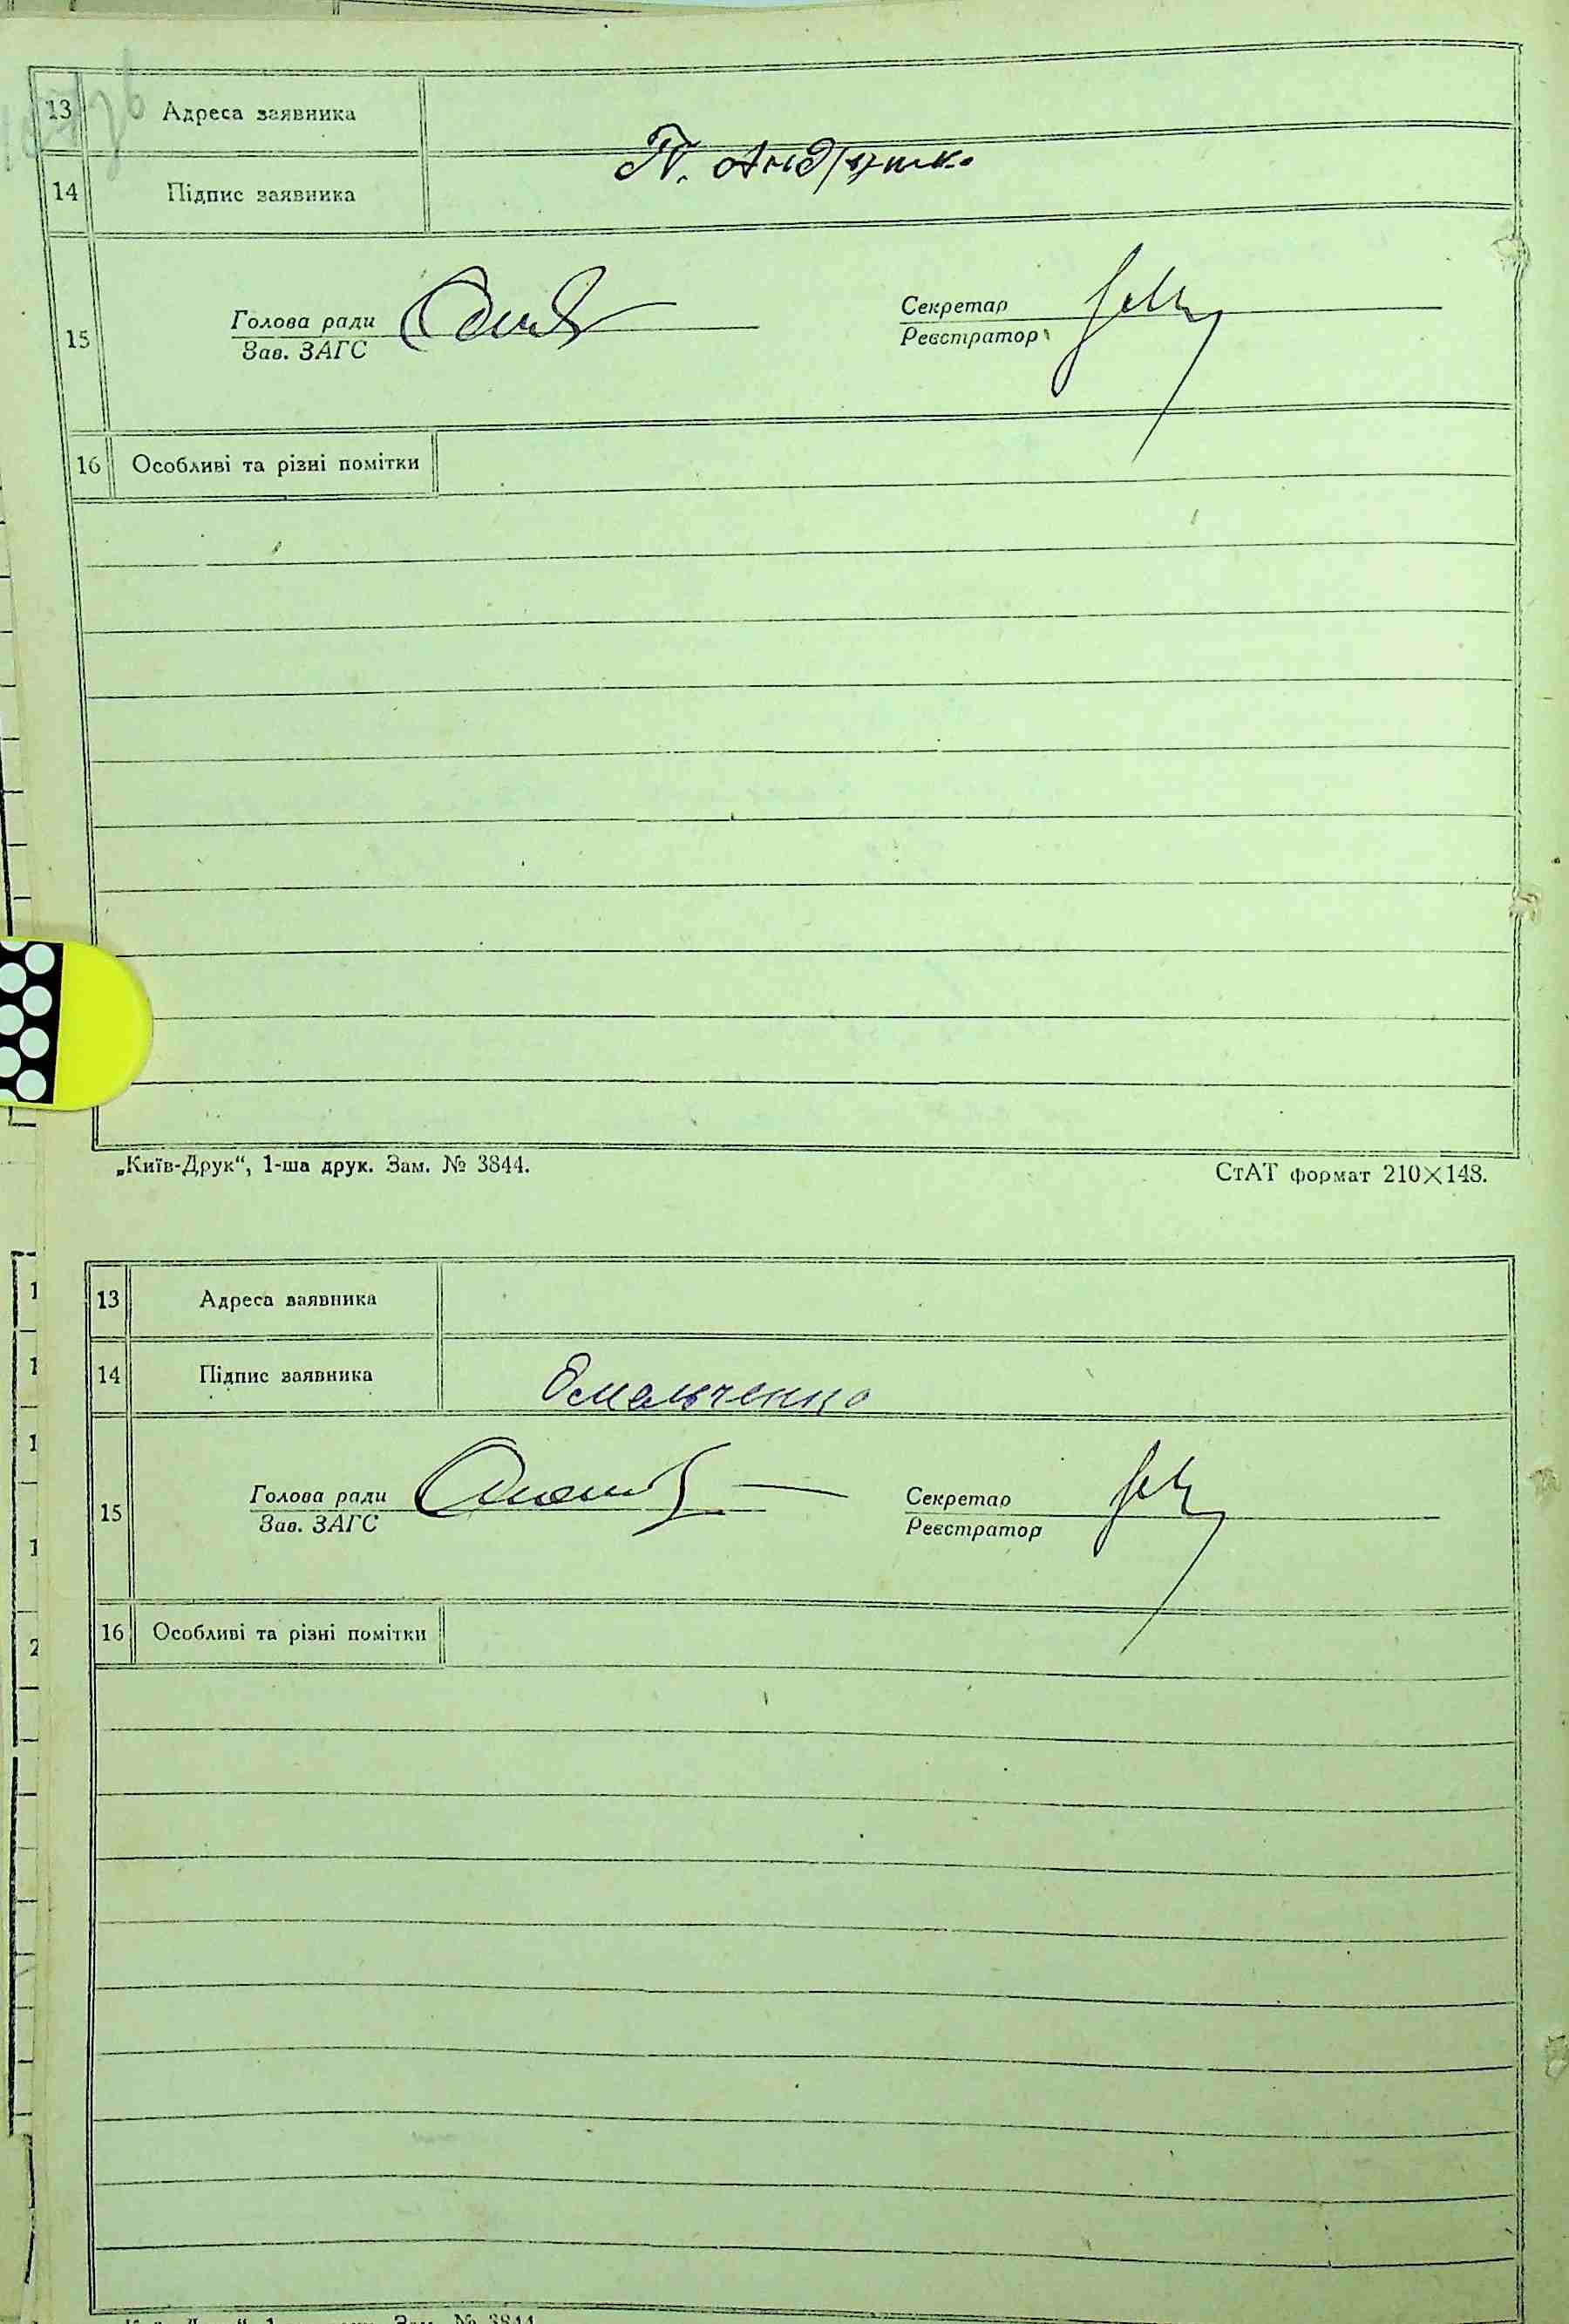 13 Адреса заявника
14 Підпис заявника П. Андрушко
15 Голова ради Секретар
Зав. ЗАГС Реєстратор
16 Особливі та різні помітки
„Київ-Друк“, 1-ша друк. Зам. № 3844. СтАТ формат 210×148.
13 Адреса заявника
14 Підпис заявника Омельченко
15 Голова ради Секретар
Зав. ЗАГС Реєстратор
16 Особливі та різні помітки